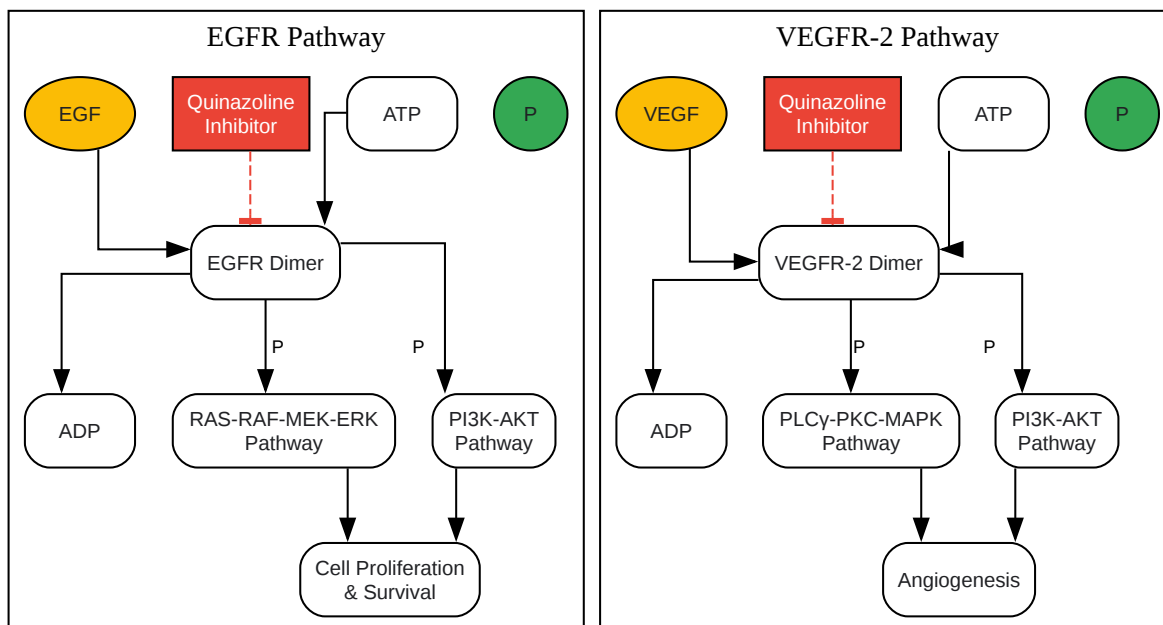 EGFR Pathway
EGF
Quinazoline
Inhibitor
ATP
P
EGFR Dimer
P
P
ADP
RAS-RAF-MEK-ERK
Pathway
PI3K-AKT
Pathway
Cell Proliferation
& Survival
VEGFR-2 Pathway
VEGF
Quinazoline
Inhibitor
ATP
P
VEGFR-2 Dimer
P
P
ADP
PLCγ-PKC-MAPK
Pathway
PI3K-AKT
Pathway
Angiogenesis